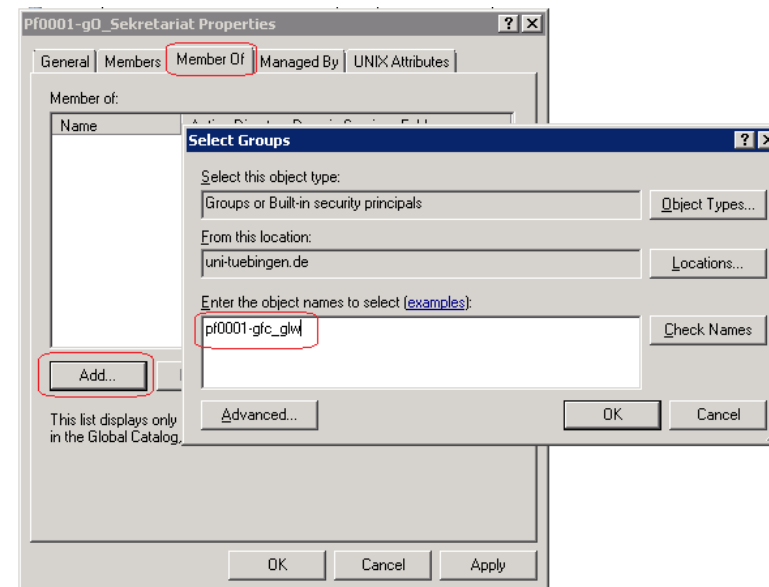 Pf0001-gO_Sekretariat Properties
General Members Member Of Managed By UNIX Attributes
Member of:
Name
Select Groups
Select this object type:
Groups or Built-in security principals
Object Types...
From this location:
uni-tuebingen.de
Locations...
Enter the object names to select (examples):
pf0001-gfc_glw
Check Names
Add...
Advanced...
OK Cancel
This list displays only
in the Global Catalog,
OK Cancel Apply